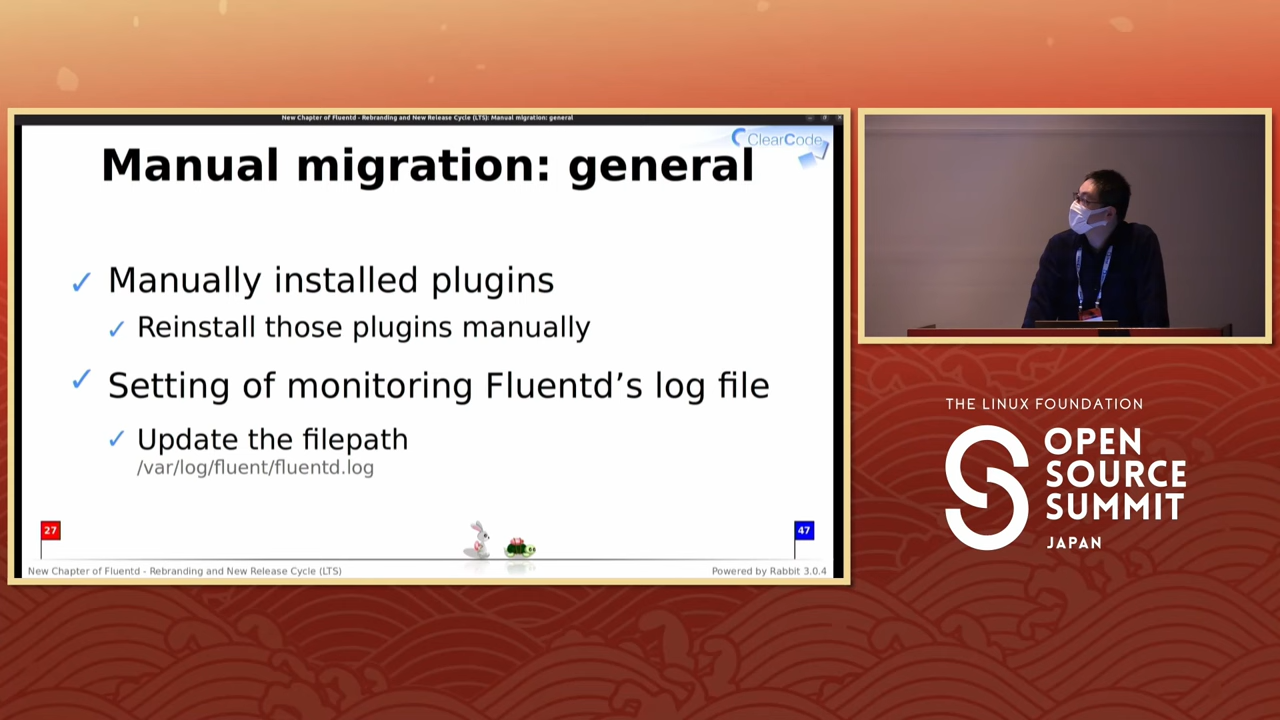 New Chapter of Fluentd - Rebranding and New Release Cycle (LTS): Manual migration: general
ClearCode
Manual migration: general
Manually installed plugins
Reinstall those plugins manually
Setting of monitoring Fluentd’s log file
Update the filepath
/var/log/fluent/fluentd.log
27
47
New Chapter of Fluentd - Rebranding and New Release Cycle (LTS)
Powered by Rabbit 3.0.4
THE LINUX FOUNDATION
OPEN
SOURCE
SUMMIT
JAPAN